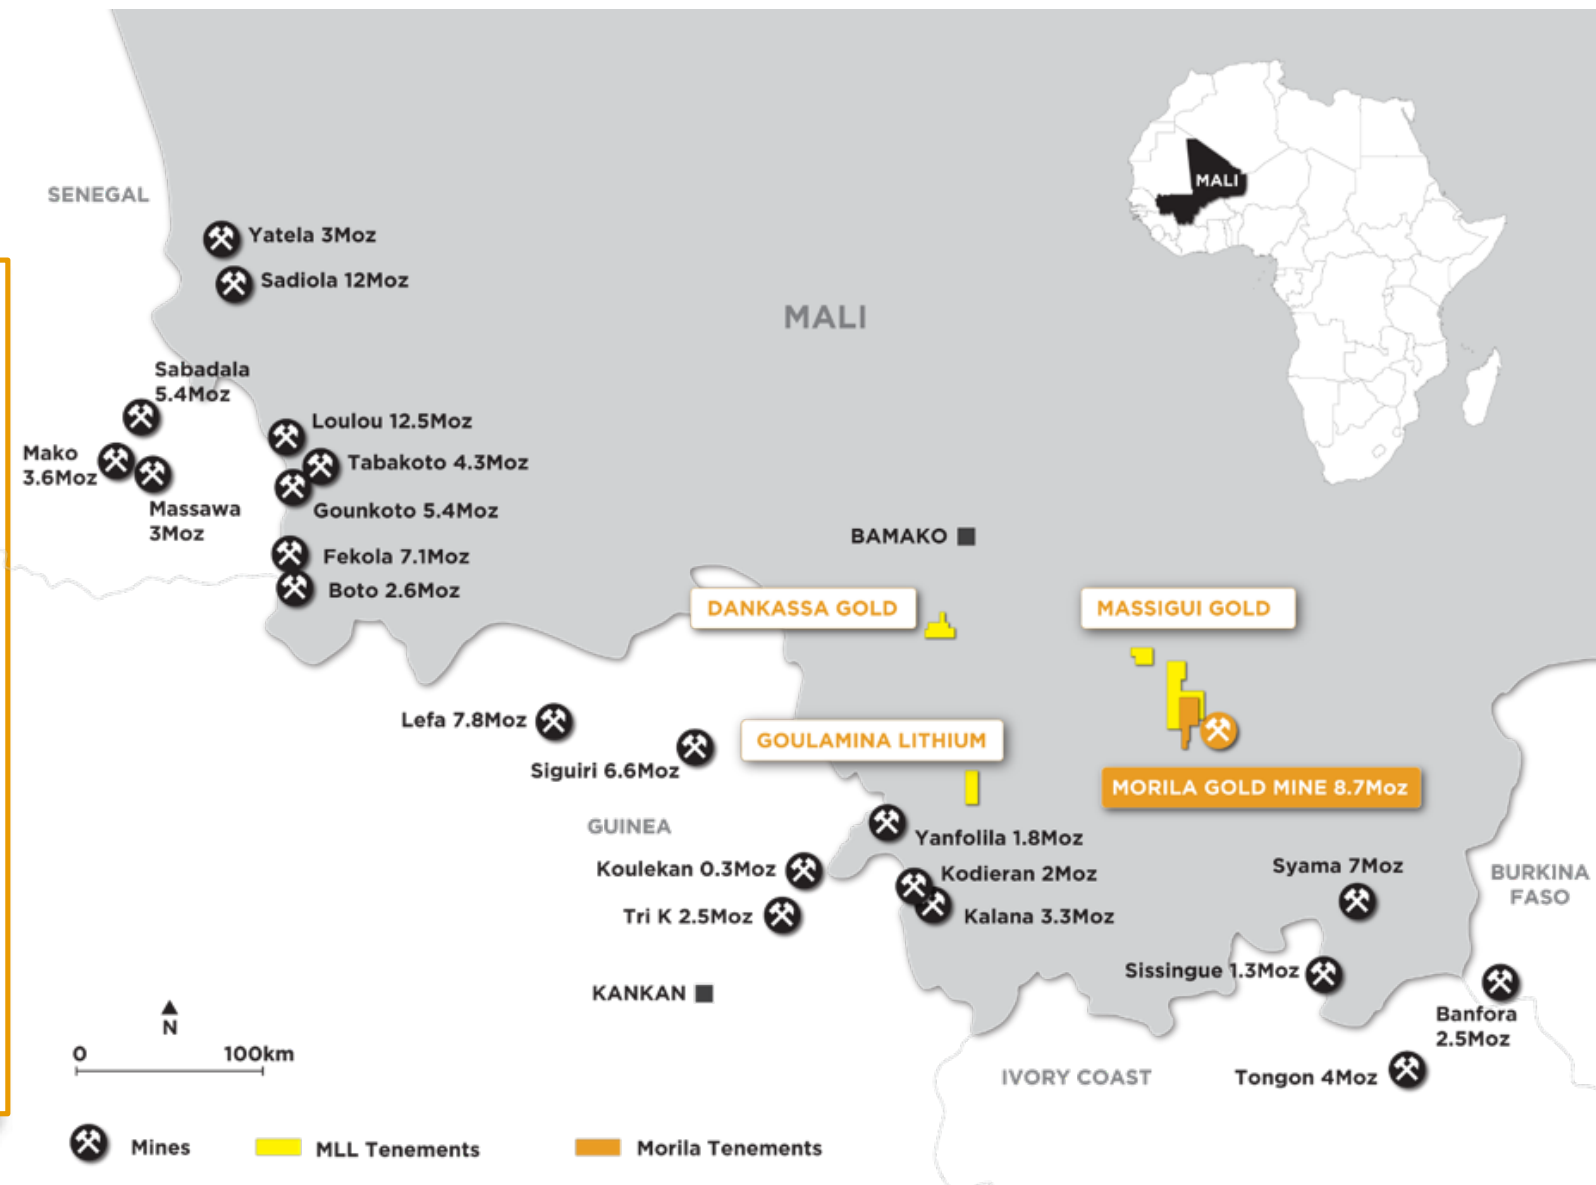 SENEGAL
Yatela 3Moz
Sadiola 12Moz
MALI
MALI
Sabadala
5.4Moz
Loulou 12.5Moz
Mako
3.6Moz
Tabakoto 4.3Moz
Massawa
3Moz
Gounkoto 5.4Moz
Fekola 7.1Moz
Boto 2.6Moz
BAMAKO
DANKASSA GOLD
MASSIGUI GOLD
Lefa 7.8Moz
Siguiri 6.6Moz
GOULAMINA LITHIUM
MORILA GOLD MINE 8.7Moz
GUINEA
Yanfolila 1.8Moz
Koulekan 0.3Moz
Kodieran 2Moz
Syama 7Moz
BURKINA
FASO
Tri K 2.5Moz
Kalana 3.3Moz
Sissingue 1.3Moz
KANKAN
Banfora
2.5Moz
N
0 100km
IVORY COAST
Tongon 4Moz
Mines
MLL Tenements
Morila Tenements